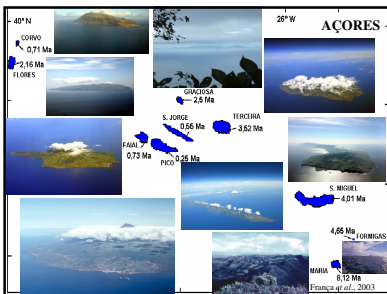 40° N
26° W
AÇORES
CORVO
0,71 Ma
2,16 Ma
FLORES
GRACIOSA
2,5 Ma
S. JORGE
0,55 Ma
TERCEIRA
3,52 Ma
FAIAL
0,73 Ma
PICO
0,25 Ma
S. MIGUEL
4,01 Ma
4,65 Ma
FORMIGAS
MARIA
8,12 Ma
França et al., 2003